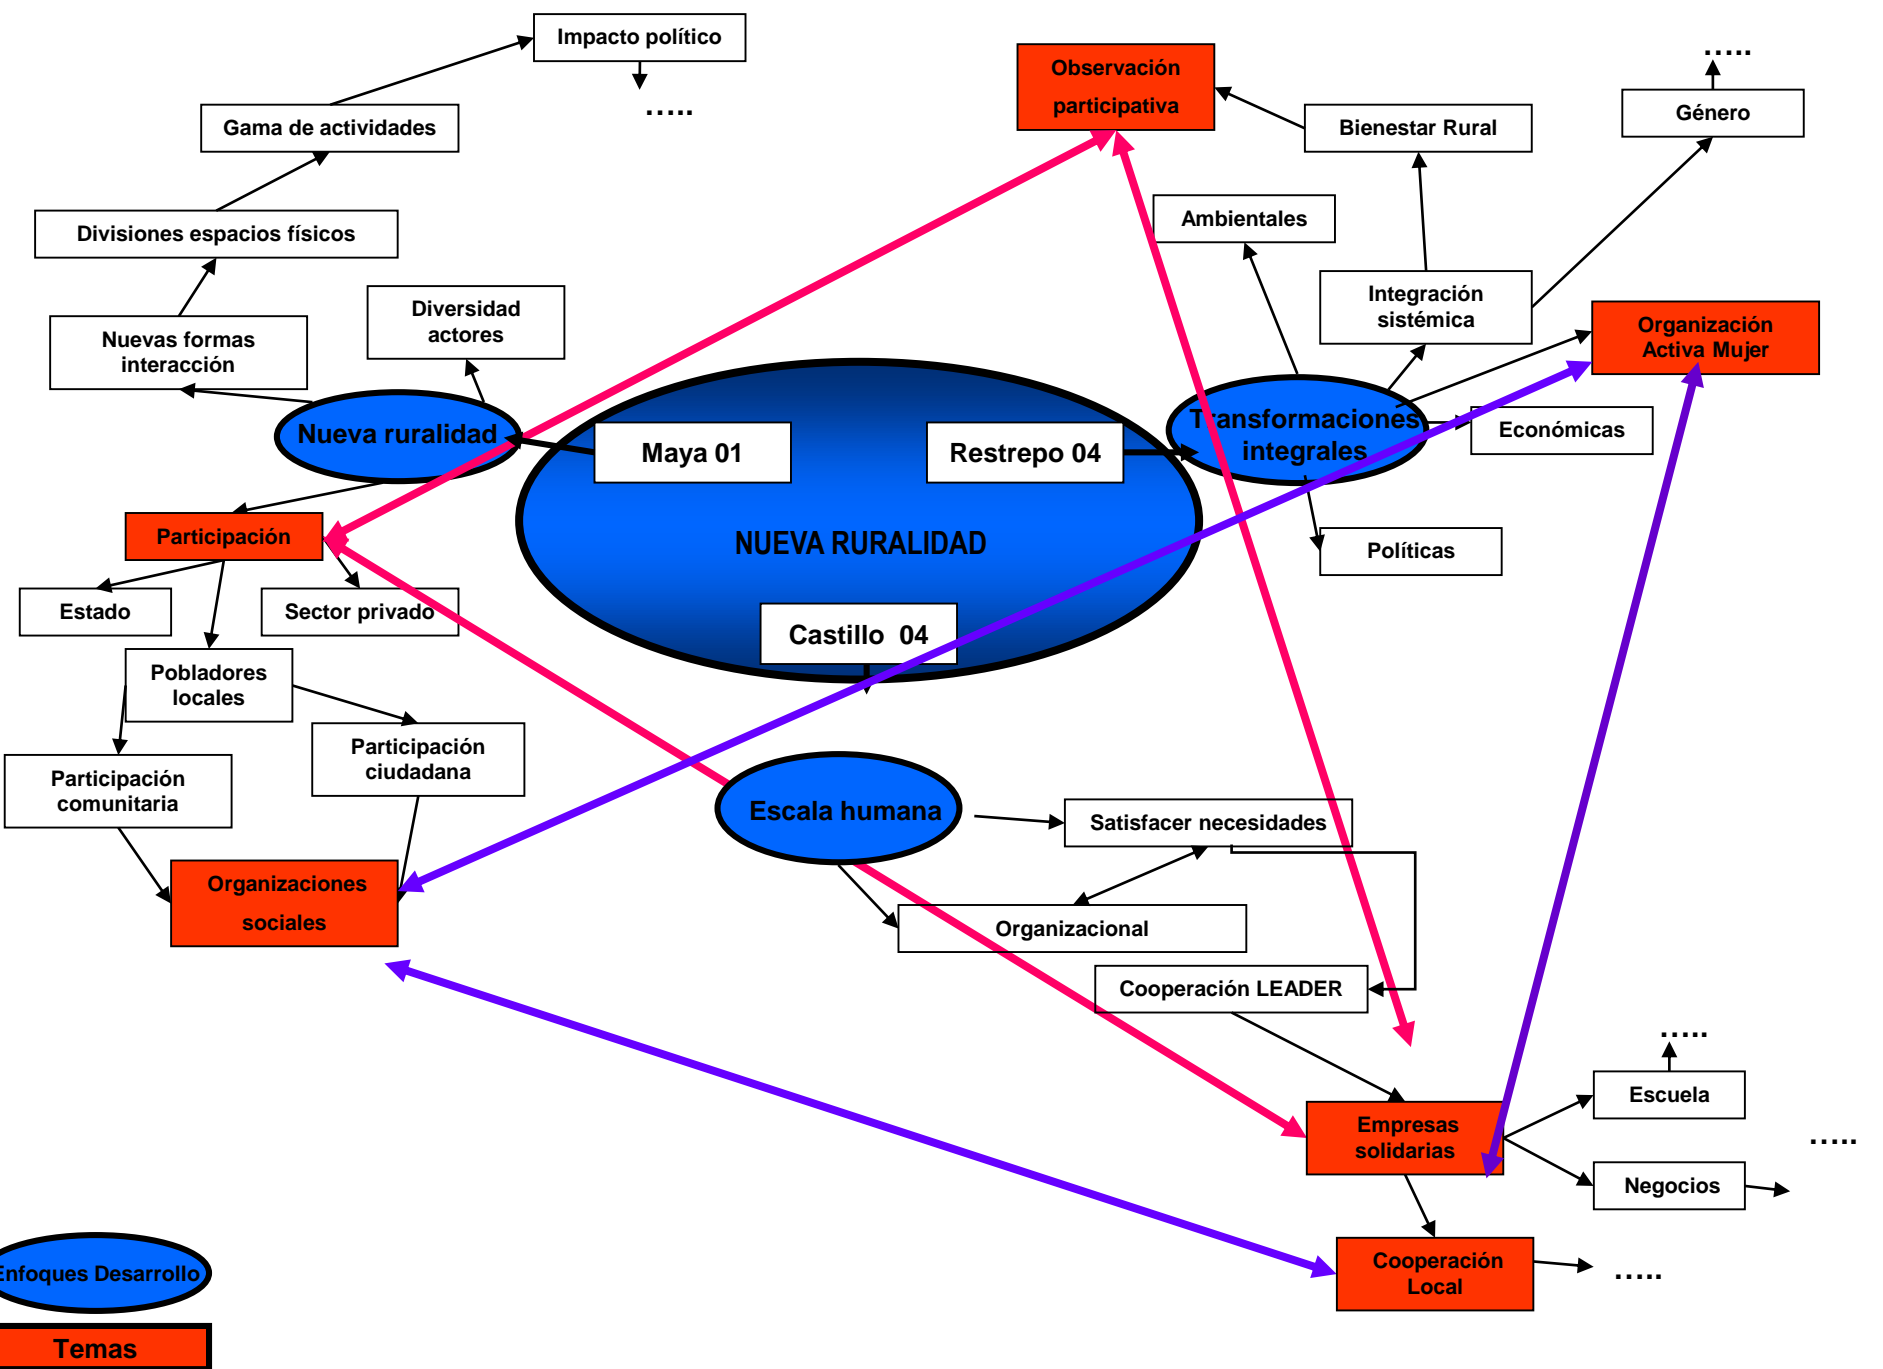 Impacto político
…..
Gama de actividades
Divisiones espacios físicos
Nuevas formas
interacción
Diversidad
actores
Nueva ruralidad
Observación
participativa
…..
Género
Bienestar Rural
Ambientales
Integración
sistémica
Organización
Activa Mujer
Transformaciones
integrales
Económicas
Políticas
Maya 01
Restrepo 04
NUEVA RURALIDAD
Castillo  04
Participación
Estado
Sector privado
Pobladores
locales
Participación
comunitaria
Participación
ciudadana
Organizaciones
sociales
Escala humana
Satisfacer necesidades
Organizacional
Cooperación LEADER
Empresas
solidarias
…..
Escuela
…..
Negocios
Cooperación
Local
…..
Enfoques Desarrollo
Temas